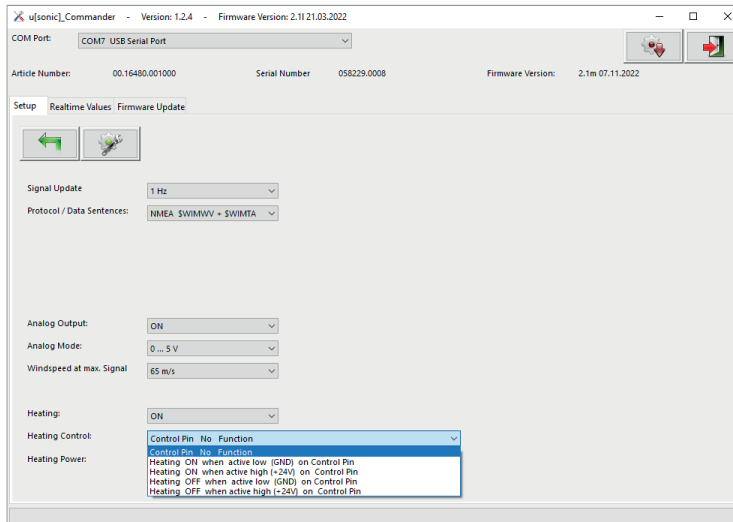 u[sonic]_Commander - Version: 1.2.4 - Firmware Version: 2.1l 21.03.2022
COM Port: COM7 USB Serial Port
Article Number: 00.16480.001000 Serial Number 058229.0008 Firmware Version: 2.1m 07.11.2022
Setup Realtime Values Firmware Update
Signal Update 1 Hz
Protocol / Data Sentences: NMEA $WIMWV + $WIMTA
Analog Output: ON
Analog Mode: 0 ... 5 V
Windspeed at max. Signal 65 m/s
Heating: ON
Heating Control: Control Pin No Function
Control Pin No Function
Heating ON when active low (GND) on Control Pin
Heating Power: Heating ON when active high (+24V) on Control Pin
Heating OFF when active low (GND) on Control Pin
Heating OFF when active high (+24V) on Control Pin